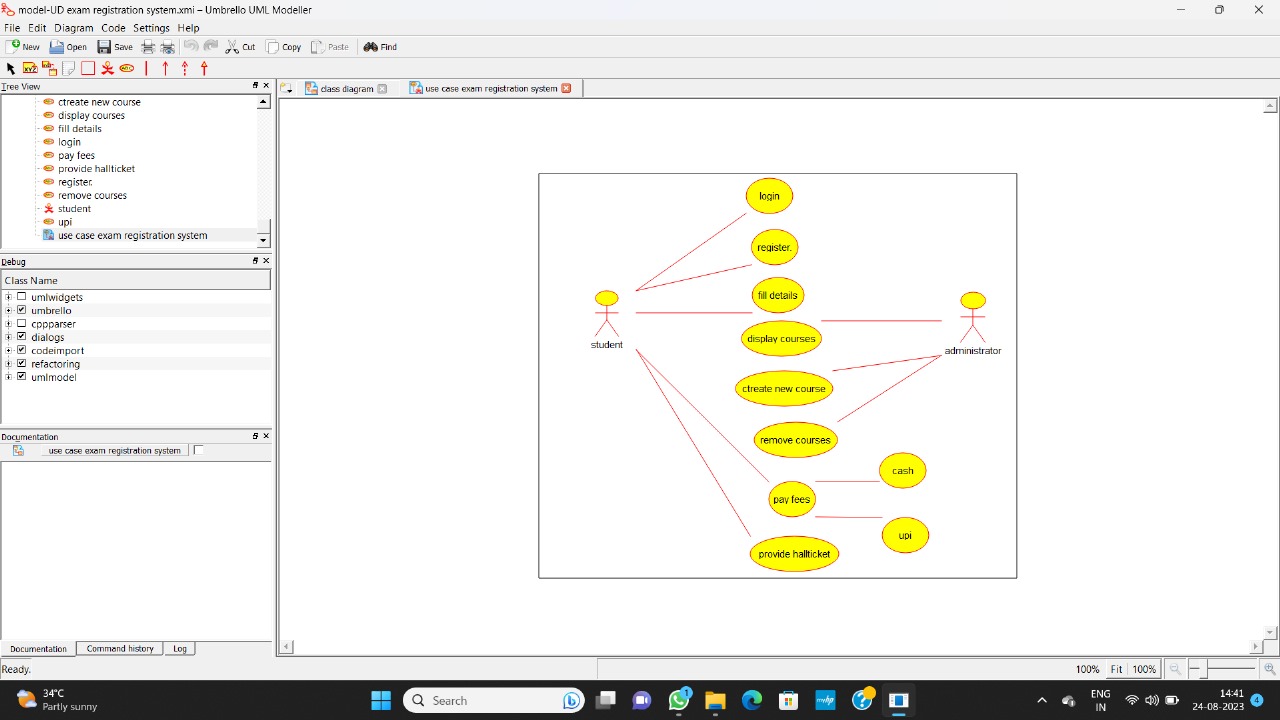 model-UD exam registration system.xmi – Umbrello UML Modeller
File Edit Diagram Code Settings Help
New Open Save Cut Copy Paste Find
Tree View
class diagram
use case exam registration system
ctreate new course
display courses
fill details
login
pay fees
provide hallticket
register.
remove courses
student
upi
use case exam registration system
Debug
Class Name
umlwidgets
umbrello
cppparser
dialogs
codeimport
refactoring
umlmodel
Documentation
use case exam registration system
Documentation Command history Log
login
register.
fill details
student
display courses
administrator
ctreate new course
remove courses
cash
pay fees
upi
provide hallticket
Ready.
100% Fit 100%
34°C
Partly sunny
Search
1
ENG
IN
14:41
24-08-2023
4